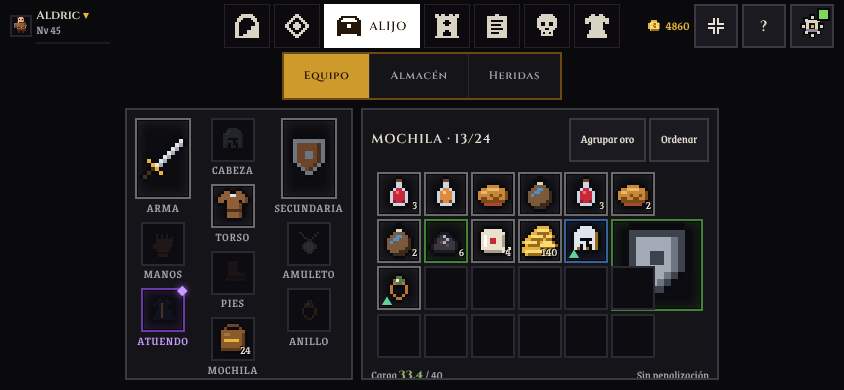 Aldric ▾
Nv 45
Alijo
4860
?
Equipo
Almacén
Heridas
Arma
Cabeza
Torso
Secundaria
Manos
Pies
Amuleto
Atuendo
Mochila
24
Anillo
Mochila · 13/24
Agrupar oro
Ordenar
3
3
2
2
6
4
140
Carga 33.4 / 40
Sin penalización